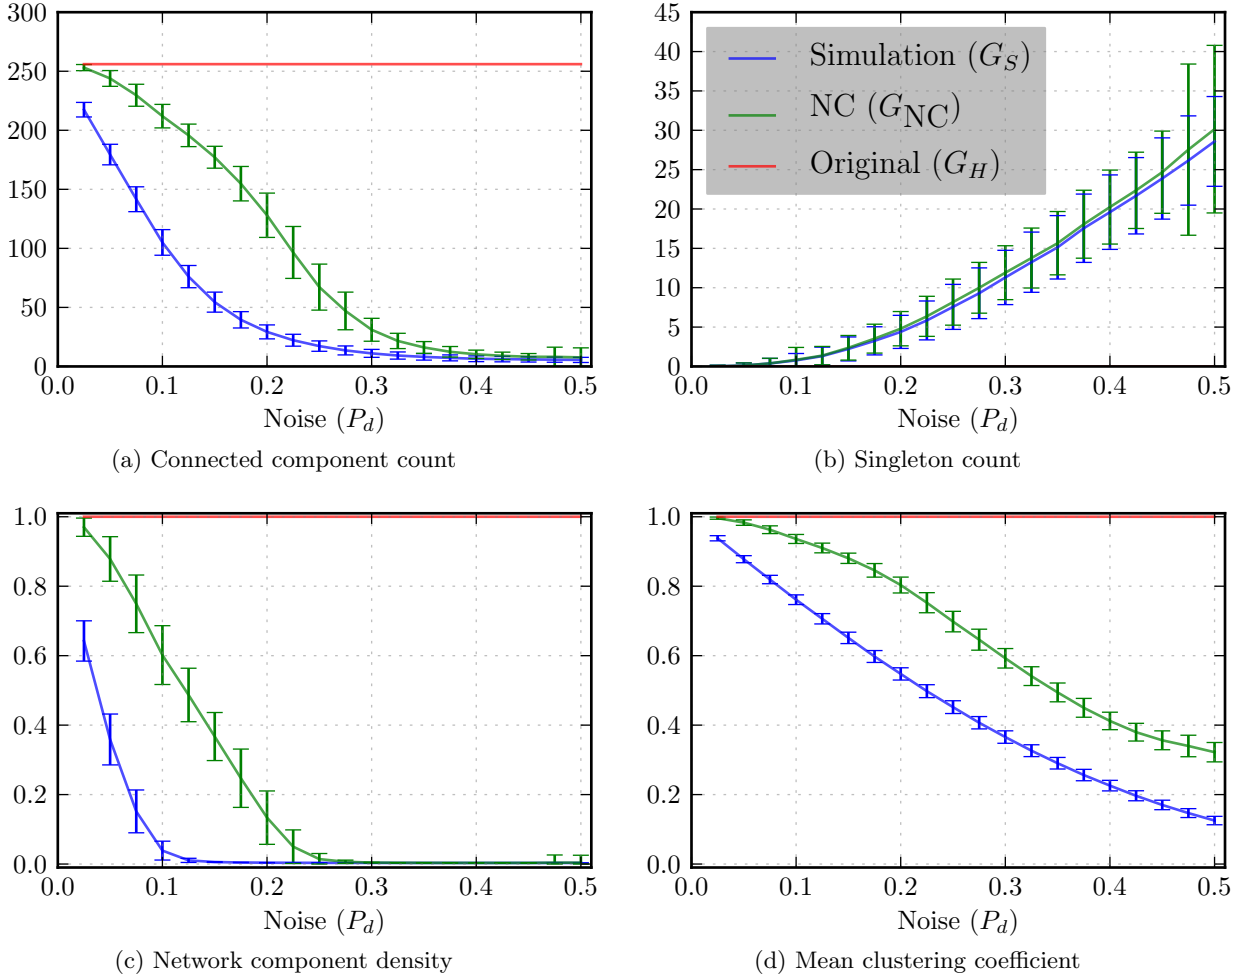 300
250
200
150
100
50
0
0.0 0.1 0.2 0.3 0.4 0.5
Noise (P_d)
(a) Connected component count
45
40
35
30
25
20
15
10
5
0
Simulation (G_S)
NC (G_NC)
Original (G_H)
0.0 0.1 0.2 0.3 0.4 0.5
Noise (P_d)
(b) Singleton count
1.0
0.8
0.6
0.4
0.2
0.0
0.0 0.1 0.2 0.3 0.4 0.5
Noise (P_d)
(c) Network component density
1.0
0.8
0.6
0.4
0.2
0.0
0.0 0.1 0.2 0.3 0.4 0.5
Noise (P_d)
(d) Mean clustering coefficient